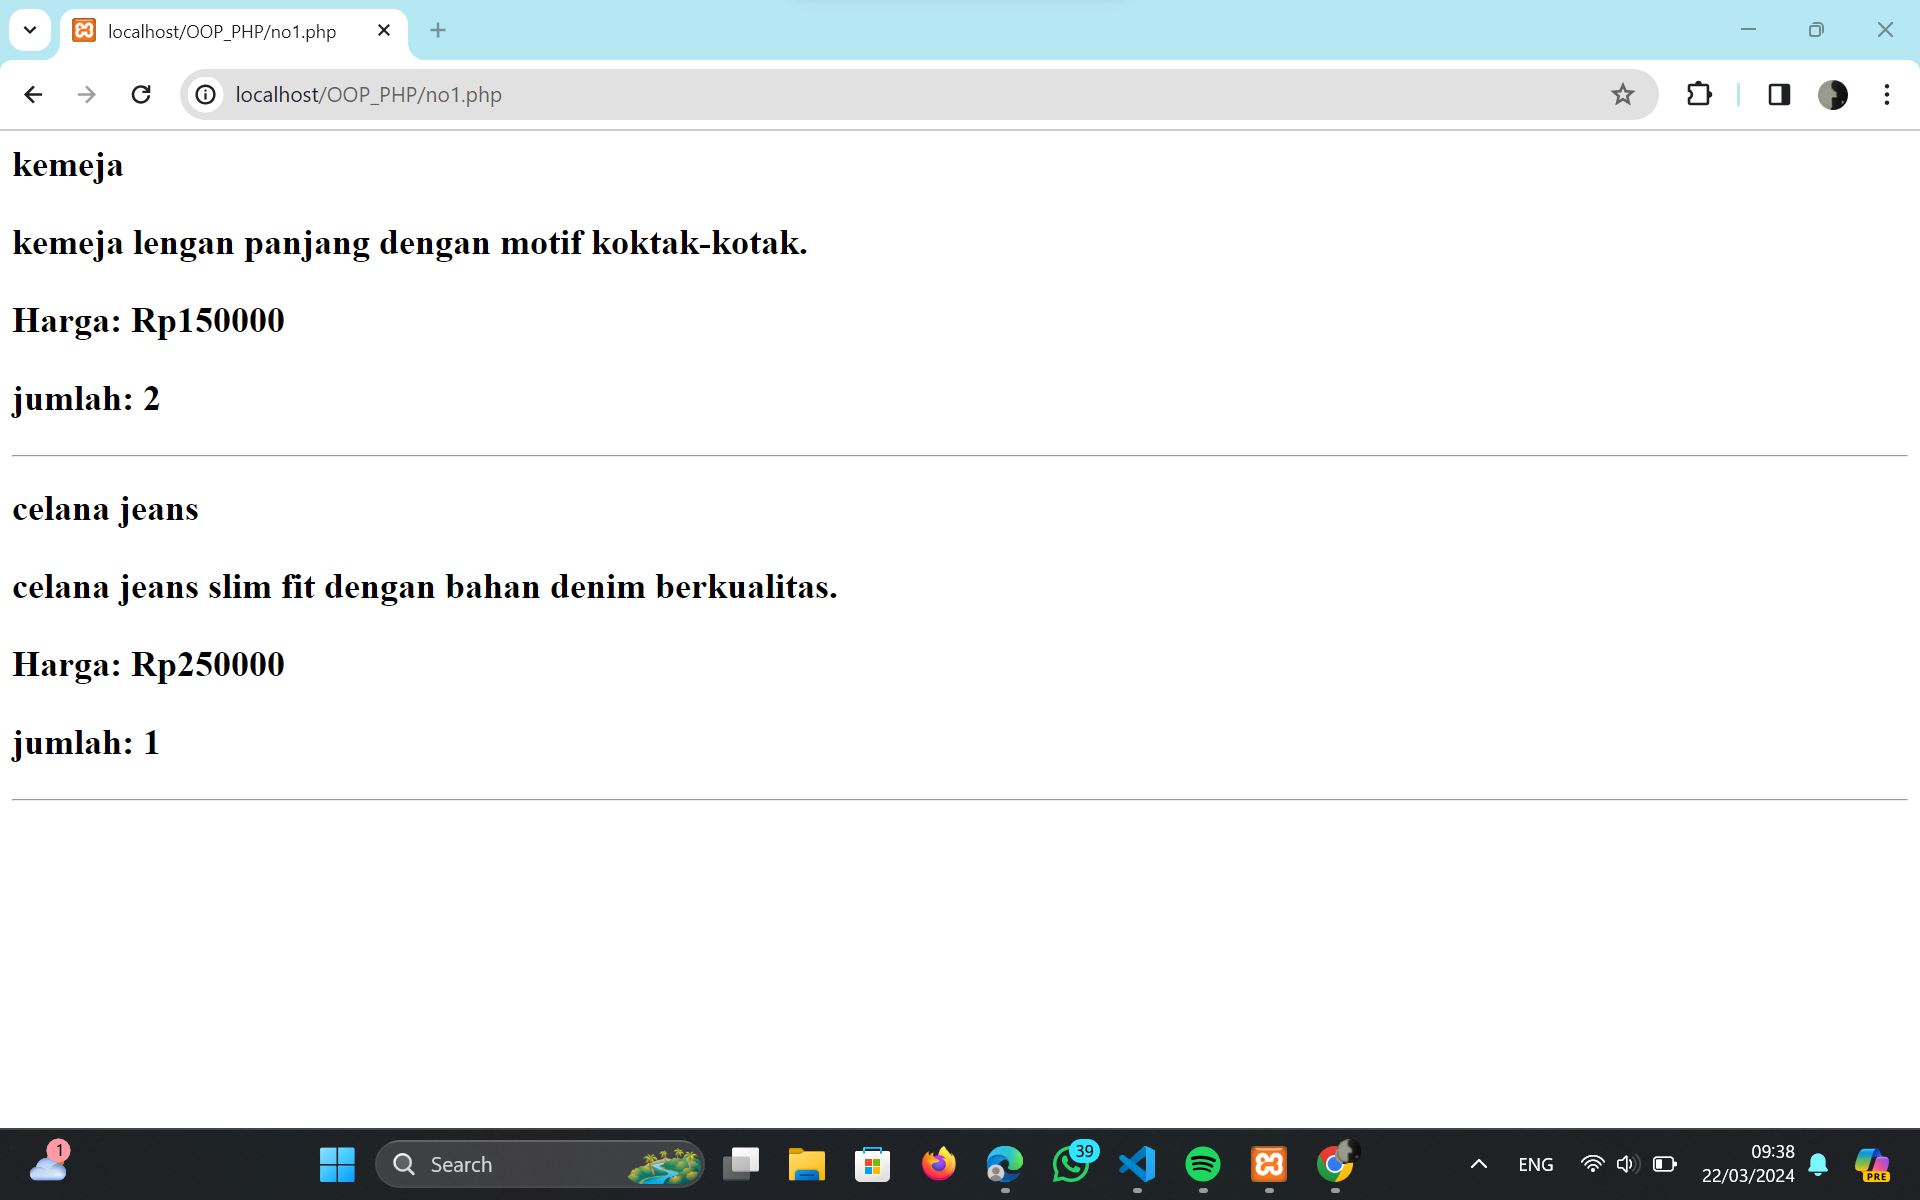 localhost/OOP_PHP/no1.php
localhost/OOP_PHP/no1.php
kemeja
kemeja lengan panjang dengan motif koktak-kotak.
Harga: Rp150000
jumlah: 2
celana jeans
celana jeans slim fit dengan bahan denim berkualitas.
Harga: Rp250000
jumlah: 1
1
Search
39
ENG
09:38
22/03/2024
PRE